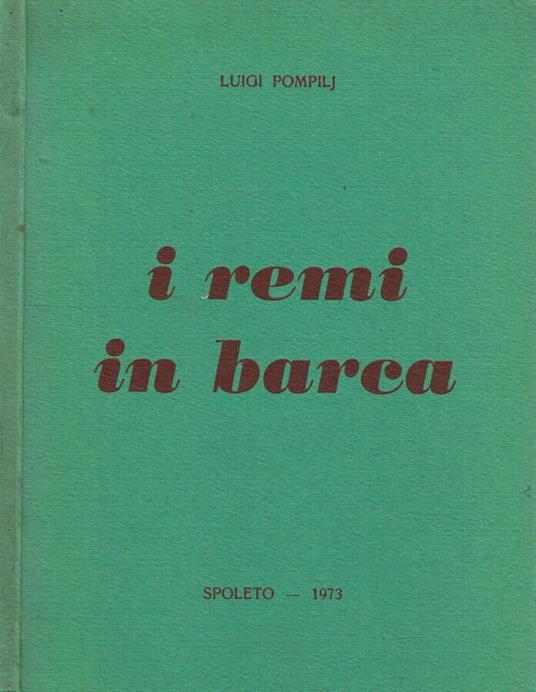 LUIGI POMPILJ
i remi
in barca
SPOLETO — 1973